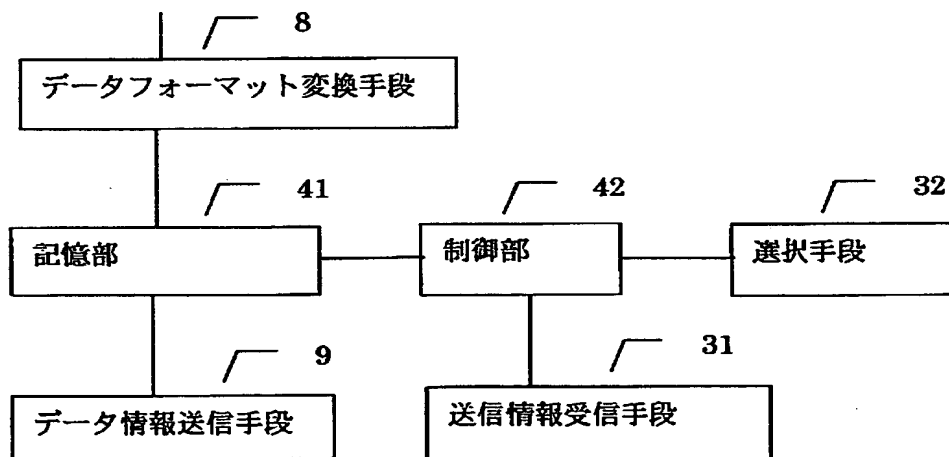 8
データフォーマット変換手段
41
42
32
記憶部
制御部
選択手段
9
31
データ情報送信手段
送信情報受信手段